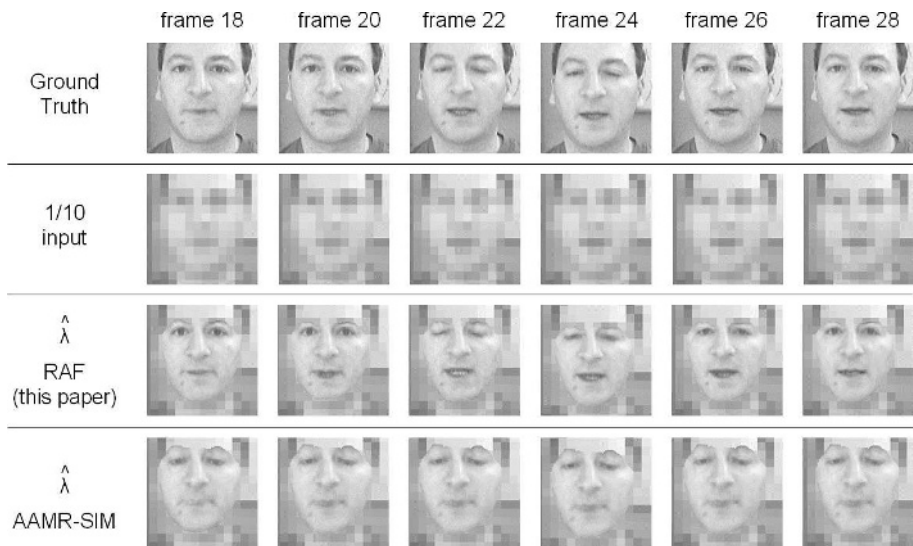 frame 18 frame 20 frame 22 frame 24 frame 26 frame 28
Ground
Truth
1/10
input
λ̂
RAF
(this paper)
λ̂
AAMR-SIM